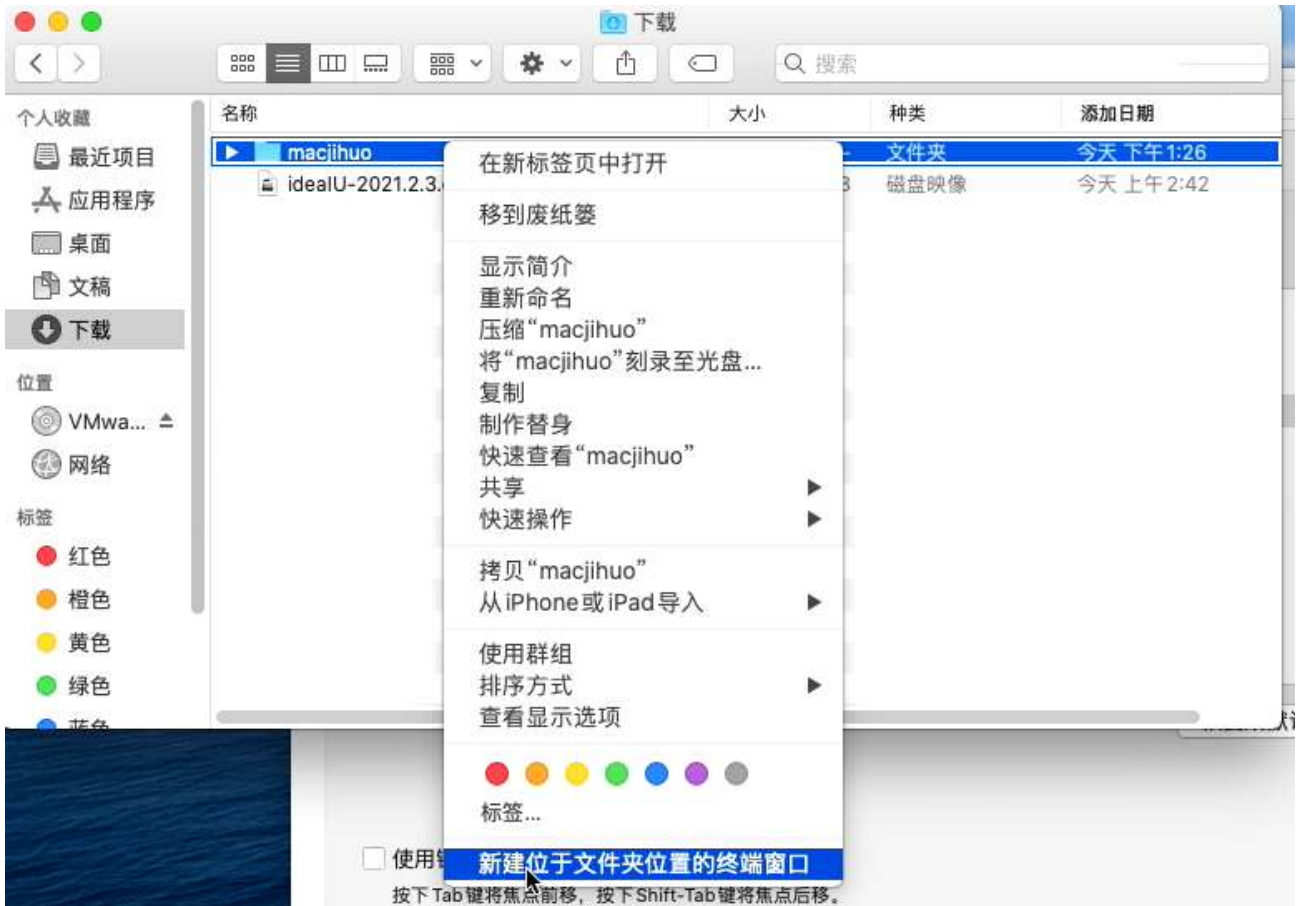 下载
搜索
个人收藏
最近项目
应用程序
桌面
文稿
下载
位置
VMwa...
网络
标签
红色
橙色
黄色
绿色
蓝色
名称 大小 种类 添加日期
macjihuo -- 文件夹 今天 下午1:26
idealU-2021.2.3. 磁盘映像 今天 上午2:42
在新标签页中打开
移到废纸篓
显示简介
重新命名
压缩“macjihuo”
将“macjihuo”刻录至光盘...
复制
制作替身
快速查看“macjihuo”
共享
快速操作
拷贝“macjihuo”
从iPhone或iPad导入
使用群组
排序方式
查看显示选项
标签...
新建位于文件夹位置的终端窗口
使用
按下Tab键将焦点前移，按下Shift-Tab键将焦点后移。